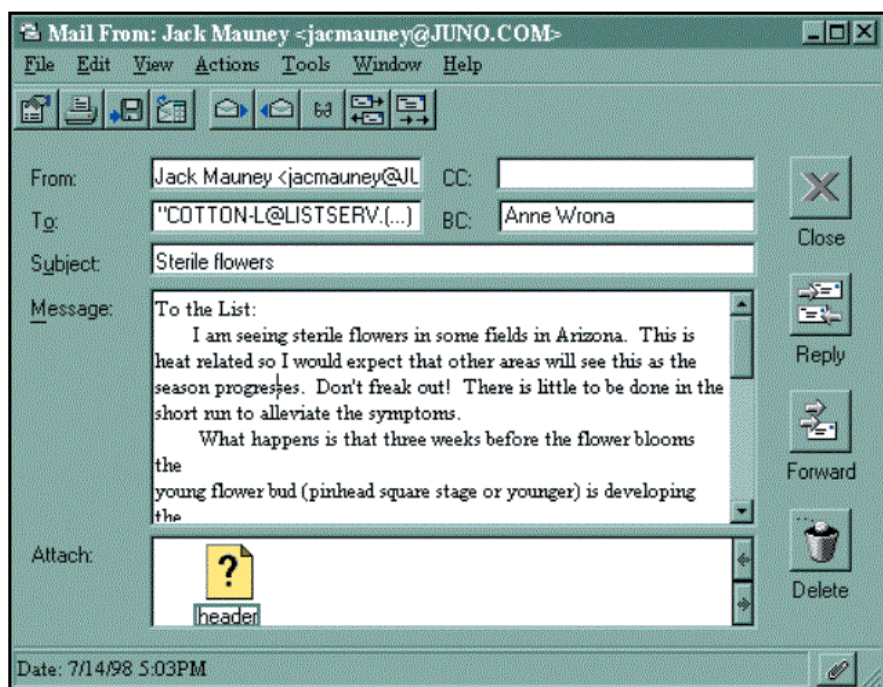 Mail From: Jack Mauney <jacmauney@JUNO.COM>
File Edit View Actions Tools Window Help
From: Jack Mauney <jacmauney@JU CC:
To: "COTTON-L@LISTSERV.(...) BC: Anne Wrona
Close
Subject: Sterile flowers
Message: To the List:
I am seeing sterile flowers in some fields in Arizona. This is
heat related so I would expect that other areas will see this as the
season progresses. Don't freak out! There is little to be done in the
short run to alleviate the symptoms.
What happens is that three weeks before the flower blooms
the
young flower bud (pinhead square stage or younger) is developing
the
Reply
Forward
Attach:
?
header
Delete
Date: 7/14/98 5:03PM